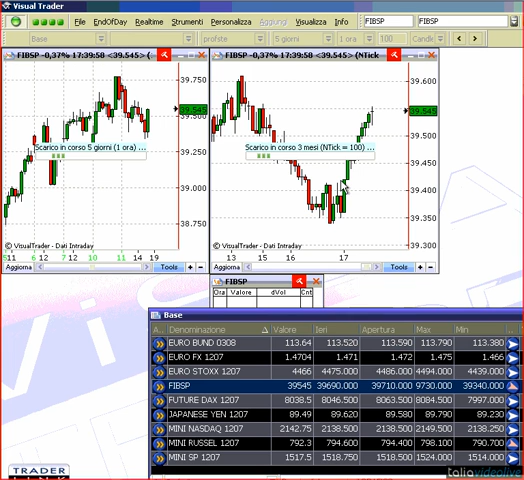 Visual Trader
File EndOfDay Realtime Strumenti Personalizza Aggiungi Visualizza Info FIBSP FIBSP
Base profiste 5 giorni 1 ora 100 Candle
FIBSP -0,37% 17:39:58 <39.545> (
39.750
39.545
39.250
39.000
38.750
Scarico in corso 5 giorni (1 ora) ...
© VisualTrader - Dati Intraday
5 11 6 12 4 10 6 12 4 10 11 14 19
Aggiorna Tools + -
FIBSP -0,37% 17:39:58 <39.545> (NTick
39.600
39.545
39.500
39.450
39.400
39.350
39.300
Scarico in corso 3 mesi (NTick = 100) ...
© VisualTrader - Dati Intraday
13 15 16 17
Aggiorna Tools + -
FIBSP
Ora Valore dVol Cnt
Base
A... Denominazione Valore Ieri Apertura Max Min
EURO BUND 0308 113.64 113.520 113.590 113.790 113.380
EURO FX 1207 1.4704 1.471 1.472 1.475 1.466
EURO STOXX 1207 4466 4475.000 4486.000 4494.000 4439.000
FIBSP 39545 39690.000 39710.000 9730.000 39340.000
FUTURE DAX 1207 8038.5 8046.500 8063.500 8084.500 7997.000
JAPANESE YEN 1207 89.49 89.620 89.580 89.790 89.230
MINI NASDAQ 1207 2142.75 2138.500 2138.500 2149.500 2138.250
MINI RUSSEL 1207 792.3 794.600 794.400 798.100 790.700
MINI SP 1207 1517.5 1518.750 1518.500 1524.000 1514.000
TRADER
italiavideolive